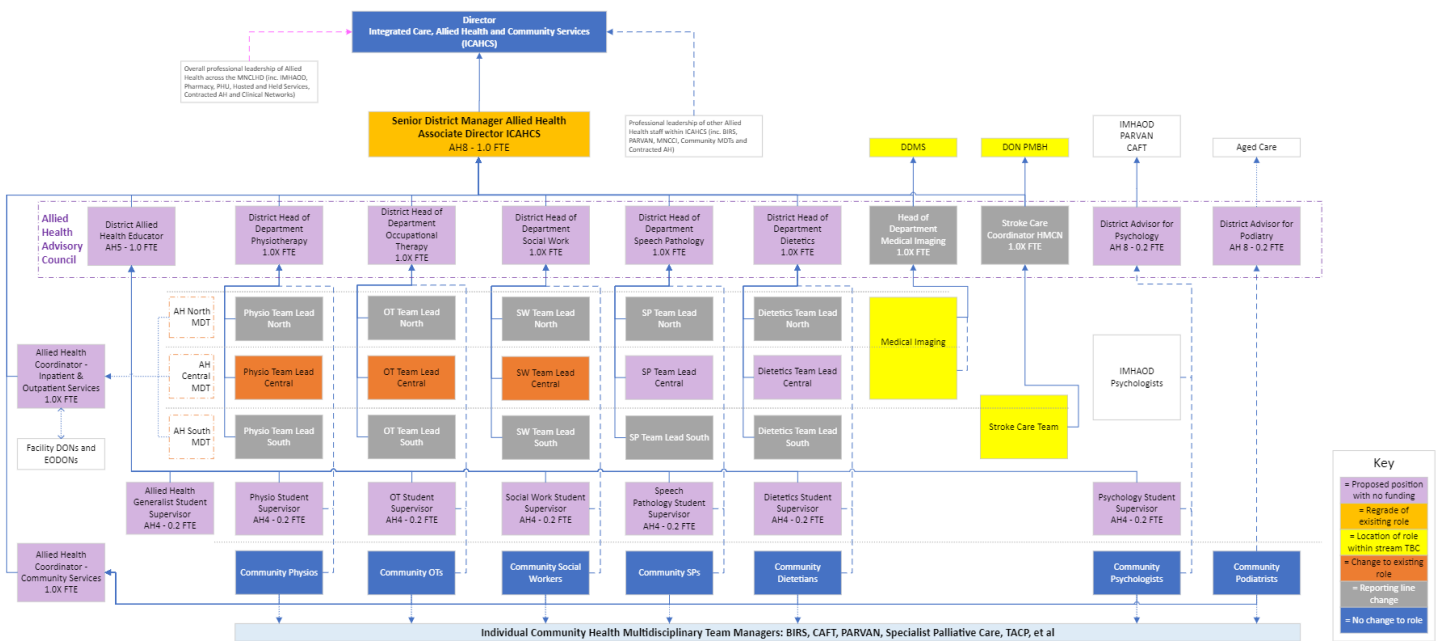 Director
Integrated Care, Allied Health and Community Services
(ICAHCS)
Overall professional leadership of Allied
Health across the MNCLHD (inc. IMHAOD,
Pharmacy, PHU, Hosted and Held Services,
Contracted AH and Clinical Networks)
Senior District Manager Allied Health
Associate Director ICAHCS
AH8 - 1.0 FTE
Professional leadership of other Allied
Health staff within ICAHCS (inc. BIRS,
PARVAN, MNCCI, Community MDTs and
Contracted AH)
DDMS
DON PMBH
IMHAOD
PARVAN
CAFT
Aged Care
Allied
Health
Advisory
Council
District Allied
Health Educator
AH5 - 1.0 FTE
District Head of
Department
Physiotherapy
1.0X FTE
District Head of
Department
Occupational
Therapy
1.0X FTE
District Head of
Department
Social Work
1.0X FTE
District Head of
Department
Speech Pathology
1.0X FTE
District Head of
Department
Dietetics
1.0X FTE
Head of
Department
Medical Imaging
1.0X FTE
Stroke Care
Coordinator HMCN
1.0X FTE
District Advisor for
Psychology
AH 8 - 0.2 FTE
District Advisor for
Podiatry
AH 8 - 0.2 FTE
AH North
MDT
Physio Team Lead
North
OT Team Lead
North
SW Team Lead
North
SP Team Lead
North
Dietetics Team Lead
North
Medical Imaging
Allied Health
Coordinator -
Inpatient &
Outpatient Services
1.0X FTE
AH
Central
MDT
Physio Team Lead
Central
OT Team Lead
Central
SW Team Lead
Central
SP Team Lead
Central
Dietetics Team Lead
Central
IMHAOD
Psychologists
Facility DONs and
EODONs
AH South
MDT
Physio Team Lead
South
OT Team Lead
South
SW Team Lead
South
SP Team Lead South
Dietetics Team Lead
South
Stroke Care Team
Allied Health
Generalist Student
Supervisor
AH4 - 0.2 FTE
Physio Student
Supervisor
AH4 - 0.2 FTE
OT Student
Supervisor
AH4 - 0.2 FTE
Social Work Student
Supervisor
AH4 - 0.2 FTE
Speech
Pathology Student
Supervisor
AH4 - 0.2 FTE
Dietetics Student
Supervisor
AH4 - 0.2 FTE
Psychology Student
Supervisor
AH4 - 0.2 FTE
Allied Health
Coordinator -
Community Services
1.0X FTE
Community Physios
Community OTs
Community Social
Workers
Community SPs
Community
Dietetians
Community
Psychologists
Community
Podiatrists
Individual Community Health Multidisciplinary Team Managers: BIRS, CAFT, PARVAN, Specialist Palliative Care, TACP, et al
Key
= Proposed position
with no funding
= Regrade of
exisiting role
= Location of role
within stream TBC
= Change to existing
role
= Reporting line
change
= No change to role